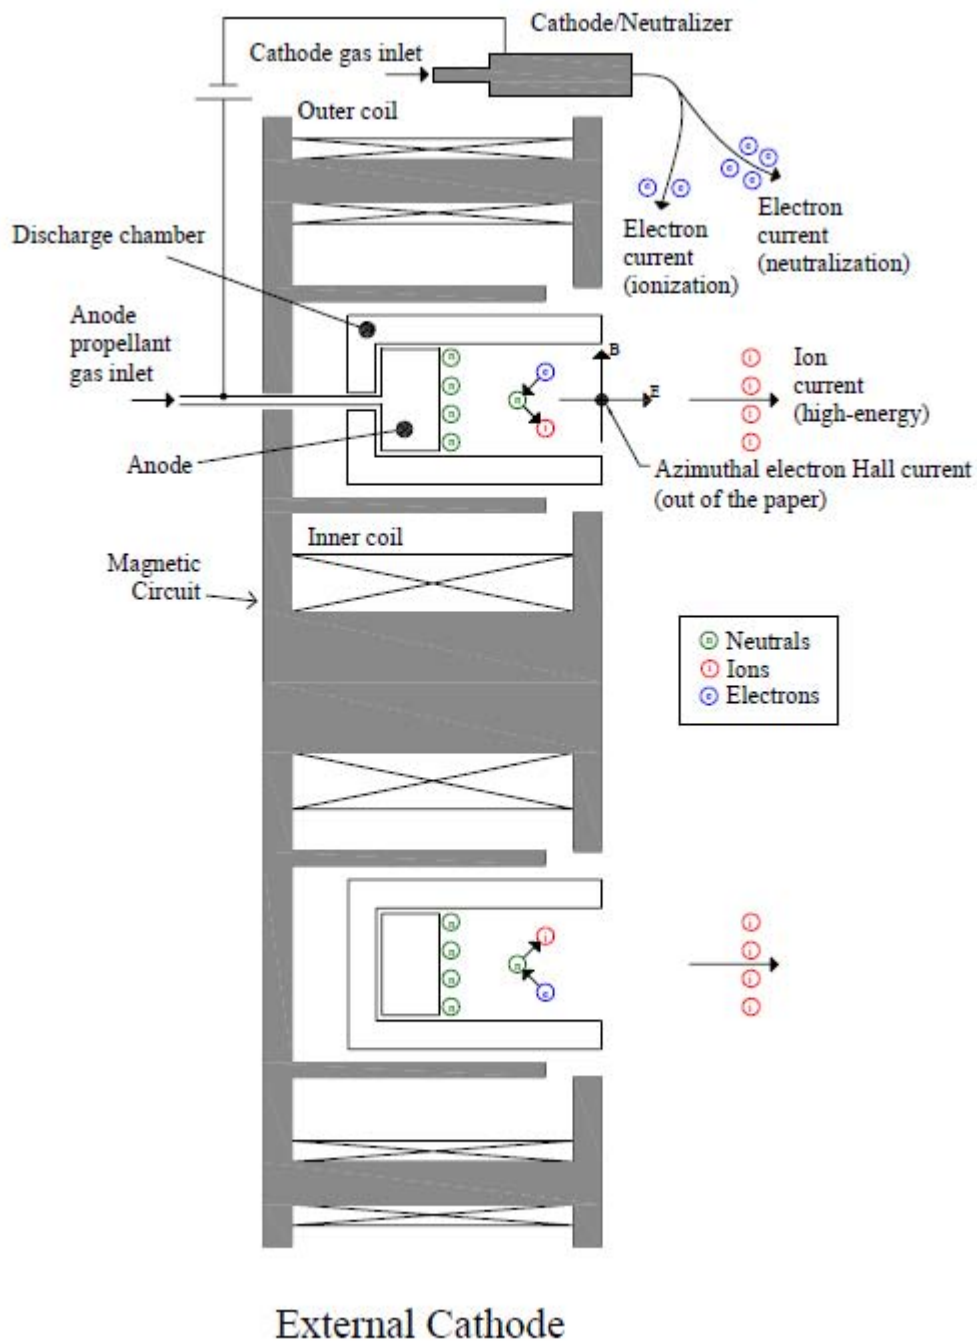 Cathode/Neutralizer
Cathode gas inlet
Outer coil
Discharge chamber
Electron
current
(ionization)
Electron
current
(neutralization)
Anode
propellant
gas inlet
n
n
n
n
e
n
i
B
E
i
i
i
i
Ion
current
(high-energy)
Anode
Azimuthal electron Hall current
(out of the paper)
Inner coil
Magnetic
Circuit
n Neutrals
i Ions
e Electrons
n
n
n
n
i
n
e
i
i
i
i
External Cathode